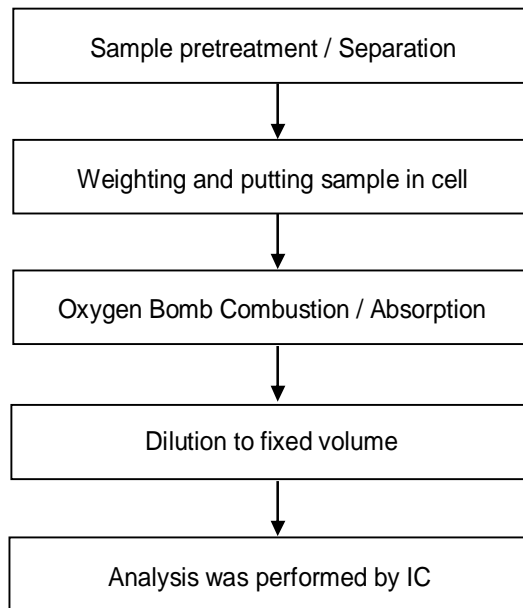 Sample pretreatment / Separation
Weighting and putting sample in cell
Oxygen Bomb Combustion / Absorption
Dilution to fixed volume
Analysis was performed by IC